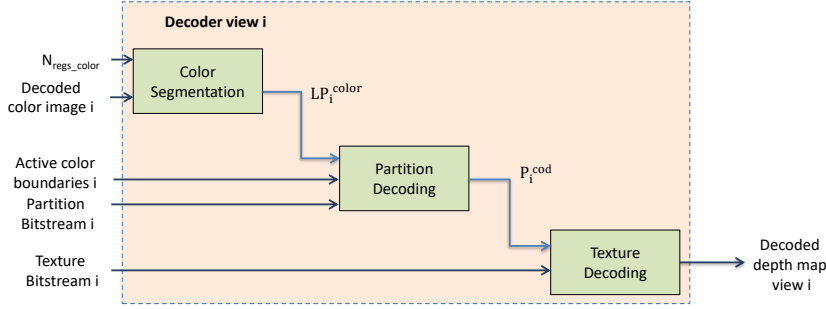 Decoder view i
N_regs_color
Decoded
color image i
Color
Segmentation
LP_i^color
Active color
boundaries i
Partition
Bitstream i
Partition
Decoding
P_i^cod
Texture
Bitstream i
Texture
Decoding
Decoded
depth map
view i